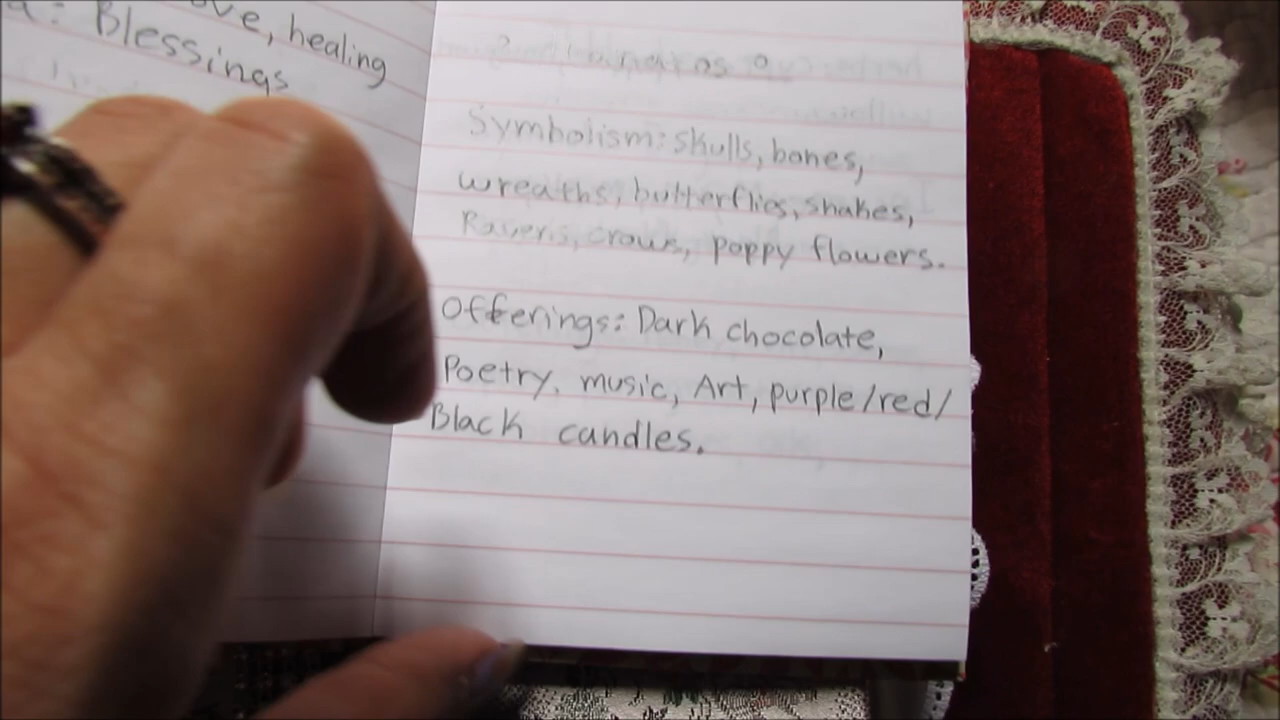 love, healing
Blessings
Symbolism: skulls, bones,
wreaths, butterflies, snakes,
Ravens, crows, poppy flowers.
Offerings: Dark chocolate,
Poetry, music, Art, purple/red/
Black candles.